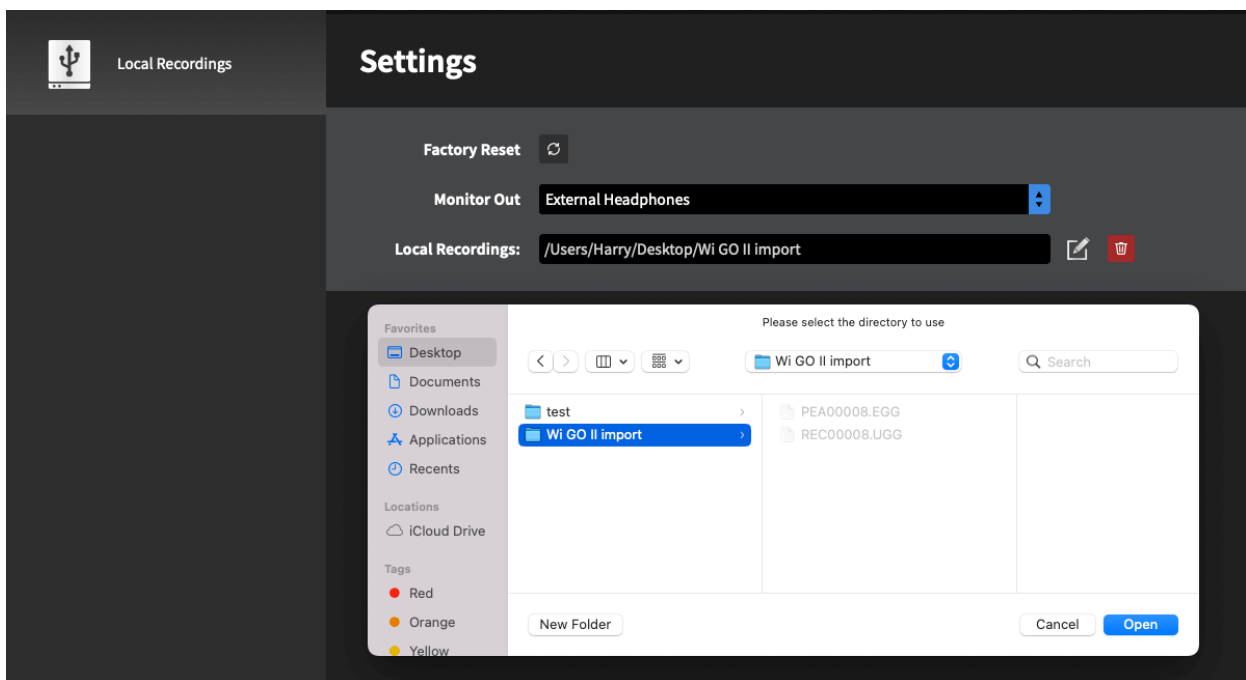 Local Recordings
Settings
Factory Reset
Monitor Out External Headphones
Local Recordings: /Users/Harry/Desktop/Wi GO II import
Please select the directory to use
Favorites
Desktop
Documents
Downloads
Applications
Recents
Locations
iCloud Drive
Tags
Red
Orange
Yellow
Wi GO II import
Search
test
Wi GO II import
PEA00008.EGG
REC00008.UGG
New Folder
Cancel
Open